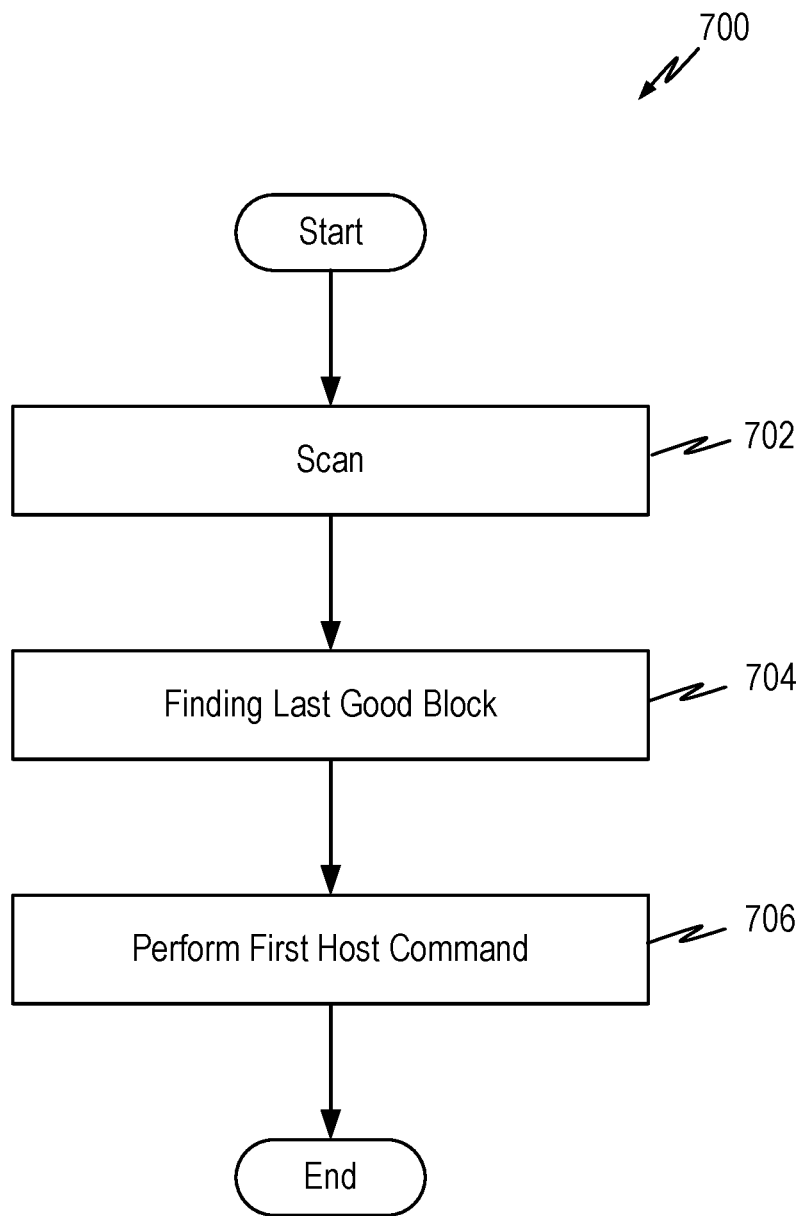 700
Start
Scan
702
Finding Last Good Block
704
Perform First Host Command
706
End